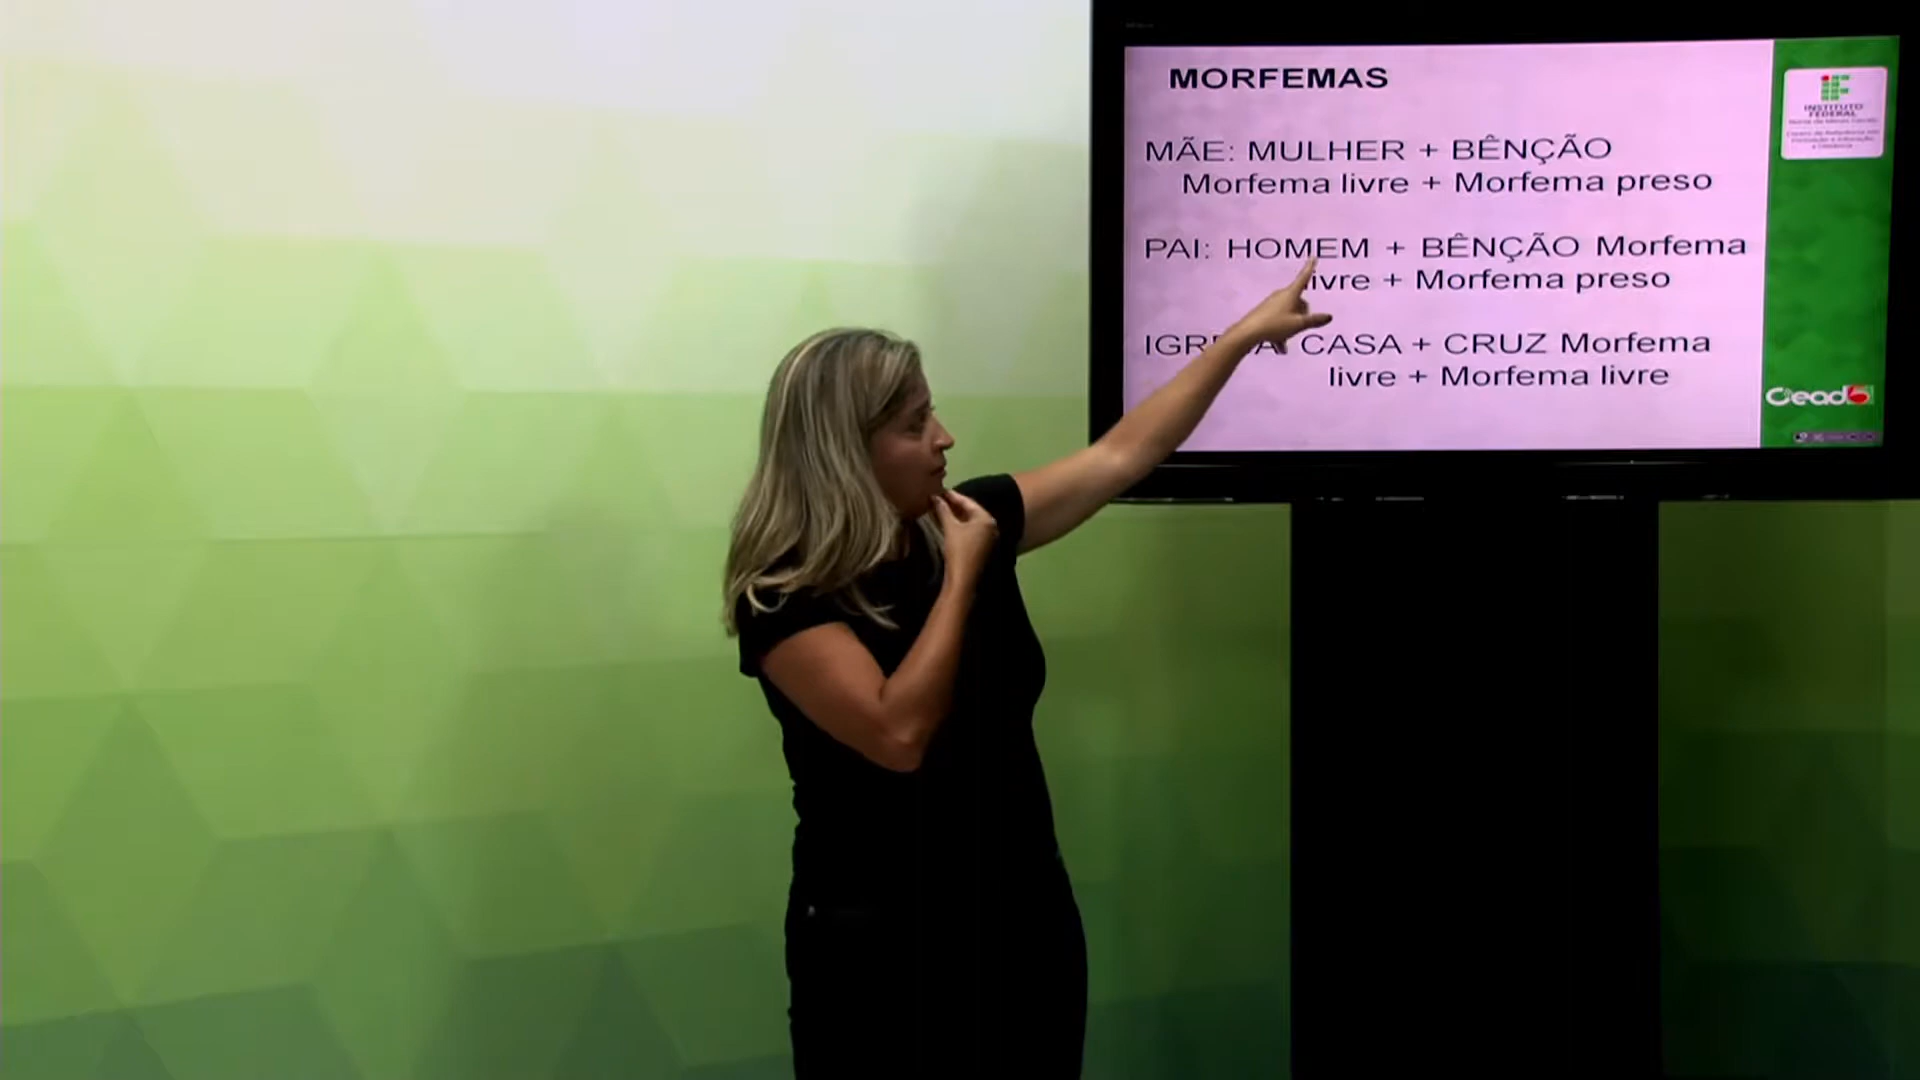 MORFEMAS
MÃE: MULHER + BÊNÇÃO
Morfema livre + Morfema preso
PAI: HOMEM + BÊNÇÃO Morfema
livre + Morfema preso
CASA + CRUZ Morfema
livre + Morfema livre
INSTITUTO
FEDERAL
Cead